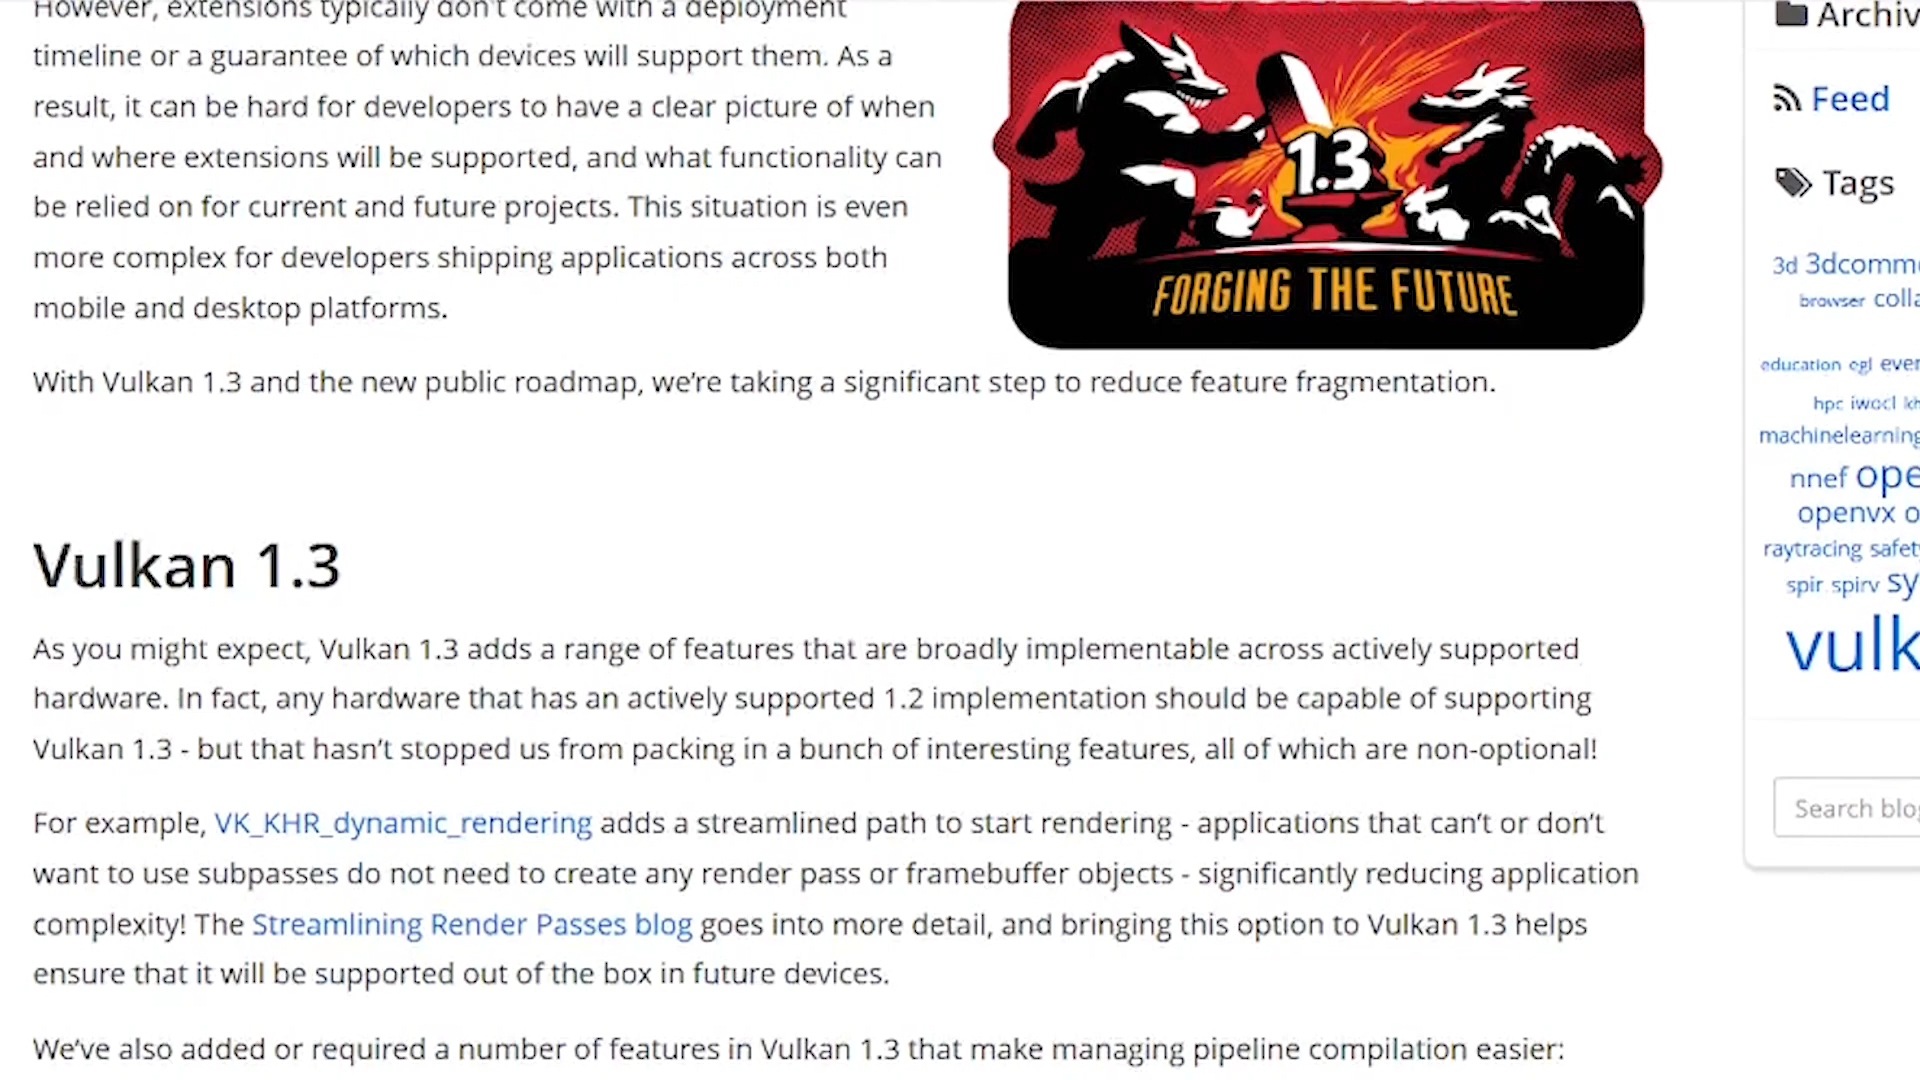 However, extensions typically don't come with a deployment
timeline or a guarantee of which devices will support them. As a
result, it can be hard for developers to have a clear picture of when
and where extensions will be supported, and what functionality can
be relied on for current and future projects. This situation is even
more complex for developers shipping applications across both
mobile and desktop platforms.
1.3
FORGING THE FUTURE
With Vulkan 1.3 and the new public roadmap, we're taking a significant step to reduce feature fragmentation.
Vulkan 1.3
As you might expect, Vulkan 1.3 adds a range of features that are broadly implementable across actively supported
hardware. In fact, any hardware that has an actively supported 1.2 implementation should be capable of supporting
Vulkan 1.3 - but that hasn't stopped us from packing in a bunch of interesting features, all of which are non-optional!
For example, VK_KHR_dynamic_rendering adds a streamlined path to start rendering - applications that can't or don't
want to use subpasses do not need to create any render pass or framebuffer objects - significantly reducing application
complexity! The Streamlining Render Passes blog goes into more detail, and bringing this option to Vulkan 1.3 helps
ensure that it will be supported out of the box in future devices.
We've also added or required a number of features in Vulkan 1.3 that make managing pipeline compilation easier:
Archiv
Feed
Tags
3d 3dcomm
browser colla
education egl even
hpc iwocl kh
machinelearning
nnef ope
openvx o
raytracing safet
spir spirv sy
vulk
Search blog